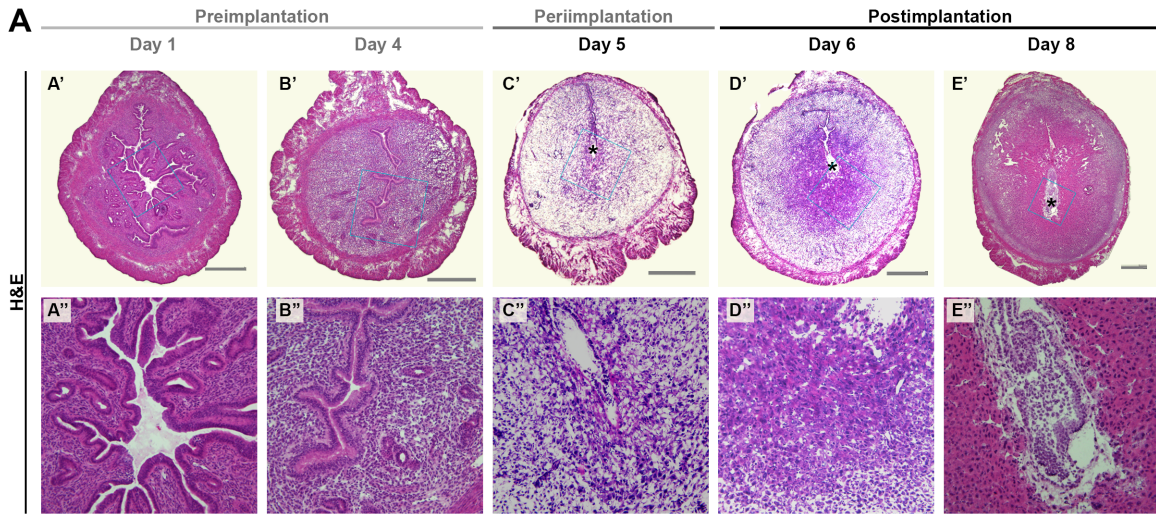 A
Preimplantation Periimplantation Postimplantation
Day 1 Day 4 Day 5 Day 6 Day 8
H&E
A’ B’ C’ D’ E’
* * *
A’’ B’’ C’’ D’’ E’’